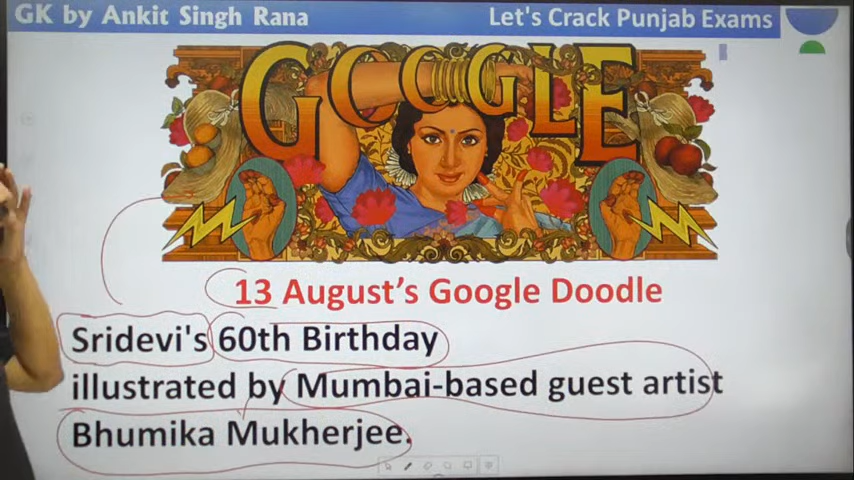 GK by Ankit Singh Rana
Let's Crack Punjab Exams
GOOGLE
13 August's Google Doodle
Sridevi's 60th Birthday
illustrated by Mumbai-based guest artist
Bhumika Mukherjee.